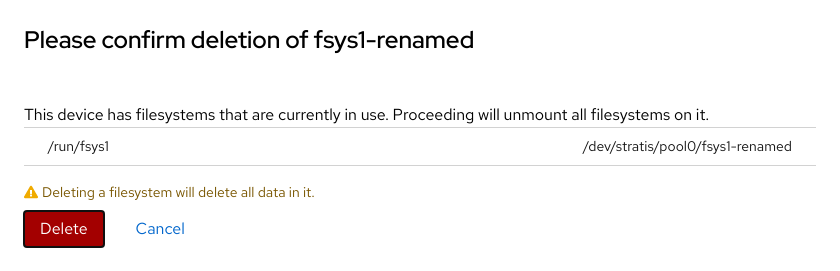 Please confirm deletion of fsys1-renamed
This device has filesystems that are currently in use. Proceeding will unmount all filesystems on it.
/run/fsys1 /dev/stratis/pool0/fsys1-renamed
Deleting a filesystem will delete all data in it.
Delete Cancel